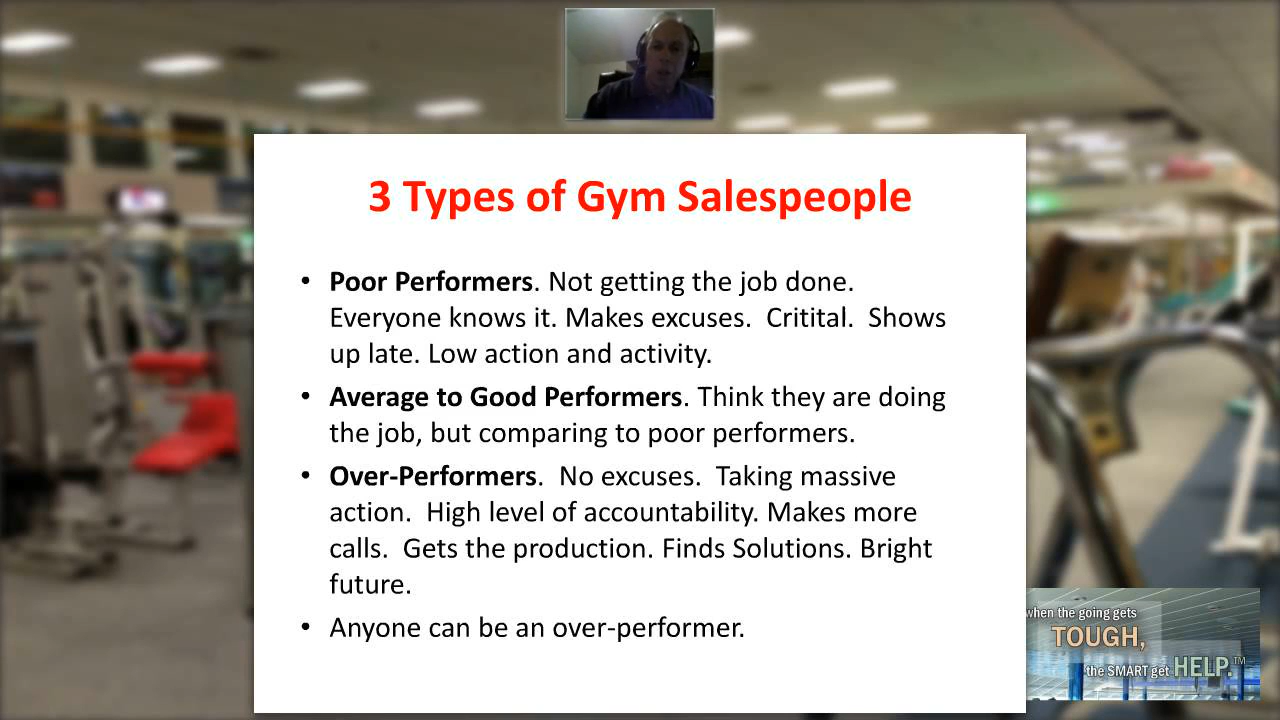 3 Types of Gym Salespeople
• Poor Performers. Not getting the job done.
Everyone knows it. Makes excuses.  Critital.  Shows
up late. Low action and activity.
• Average to Good Performers. Think they are doing
the job, but comparing to poor performers.
• Over-Performers.  No excuses.  Taking massive
action.  High level of accountability. Makes more
calls.  Gets the production. Finds Solutions. Bright
future.
• Anyone can be an over-performer.
when the going gets
TOUGH,
the SMART get HELP.™